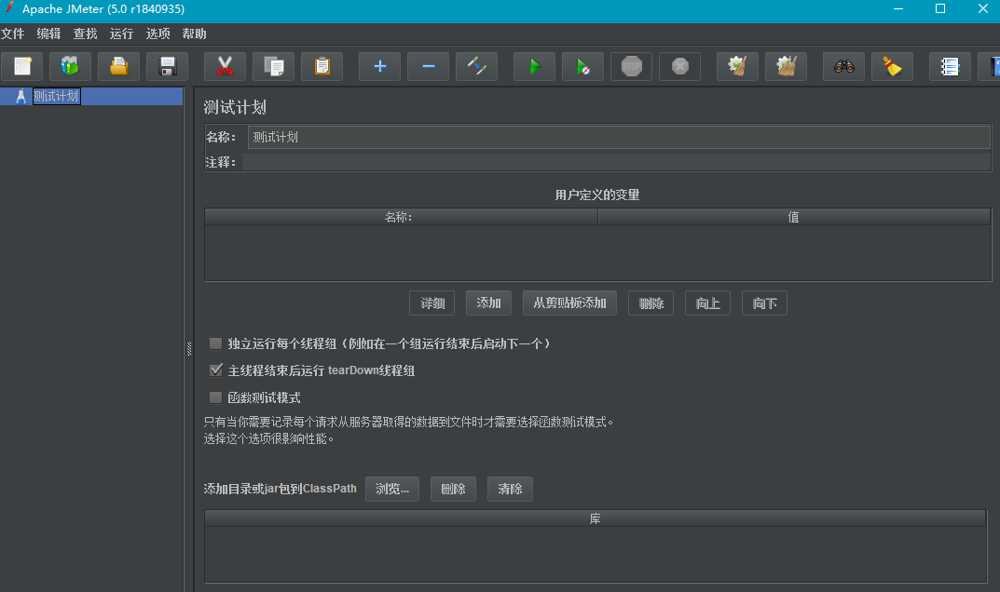 Apache JMeter (5.0 r1840935)
文件 编辑 查找 运行 选项 帮助
STOP
测试计划
测试计划
名称： 测试计划
注释：
用户定义的变量
名称： 值
详细 添加 从剪贴板添加 删除 向上 向下
独立运行每个线程组（例如在一个组运行结束后启动下一个）
主线程结束后运行 tearDown线程组
函数测试模式
只有当你需要记录每个请求从服务器取得的数据到文件时才需要选择函数测试模式。
选择这个选项很影响性能。
添加目录或jar包到ClassPath 浏览... 删除 清除
库